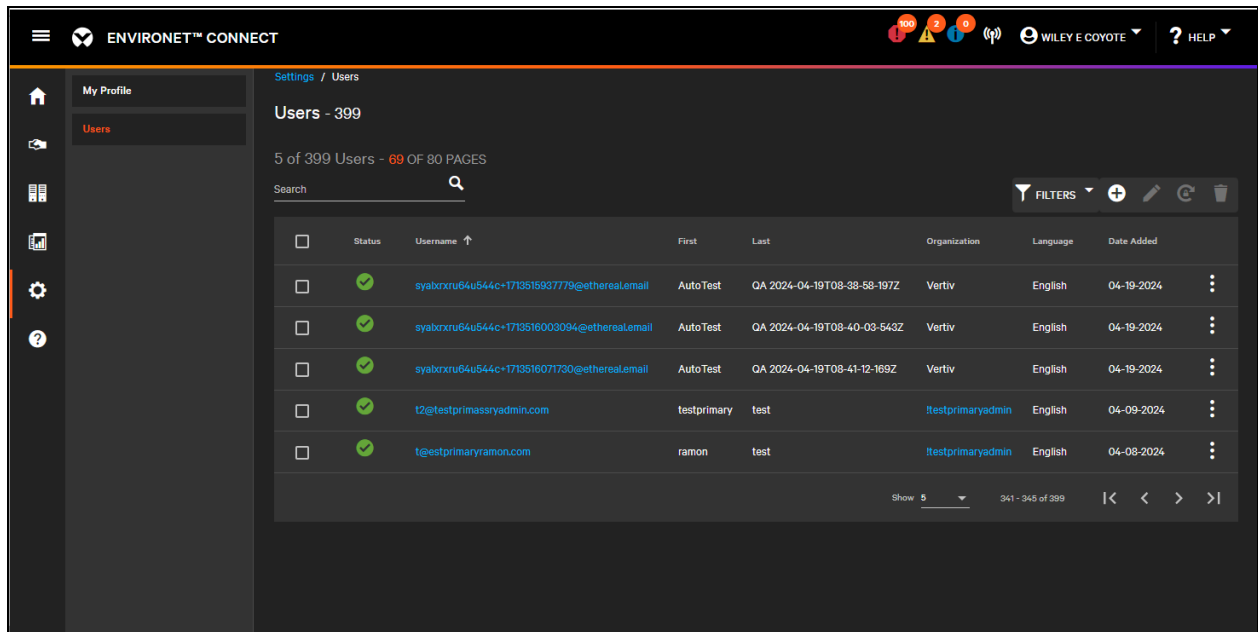 100 2 0
ENVIRONET™ CONNECT WILEY E COYOTE ? HELP
My Profile
Users
Settings / Users
Users - 399
5 of 399 Users - 69 OF 80 PAGES
Search
FILTERS
Status Username First Last Organization Language Date Added
syalxrxru64u544c+1713515937779@ethereal.email AutoTest QA 2024-04-19T08-38-58-197Z Vertiv English 04-19-2024
syalxrxru64u544c+1713516003094@ethereal.email AutoTest QA 2024-04-19T08-40-03-543Z Vertiv English 04-19-2024
syalxrxru64u544c+1713516071730@ethereal.email AutoTest QA 2024-04-19T08-41-12-169Z Vertiv English 04-19-2024
t2@testprimassryadmin.com testprimary test !testprimaryadmin English 04-09-2024
t@estprimaryramon.com ramon test !testprimaryadmin English 04-08-2024
Show 5 341 - 345 of 399